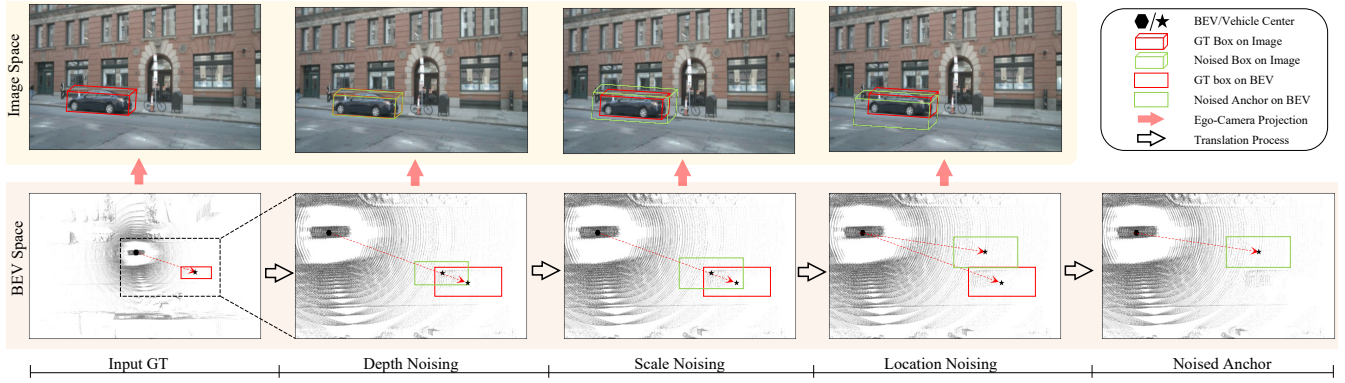 Image Space
BEV/Vehicle Center
GT Box on Image
Noised Box on Image
GT box on BEV
Noised Anchor on BEV
Ego-Camera Projection
Translation Process
BEV Space
Input GT
Depth Noising
Scale Noising
Location Noising
Noised Anchor